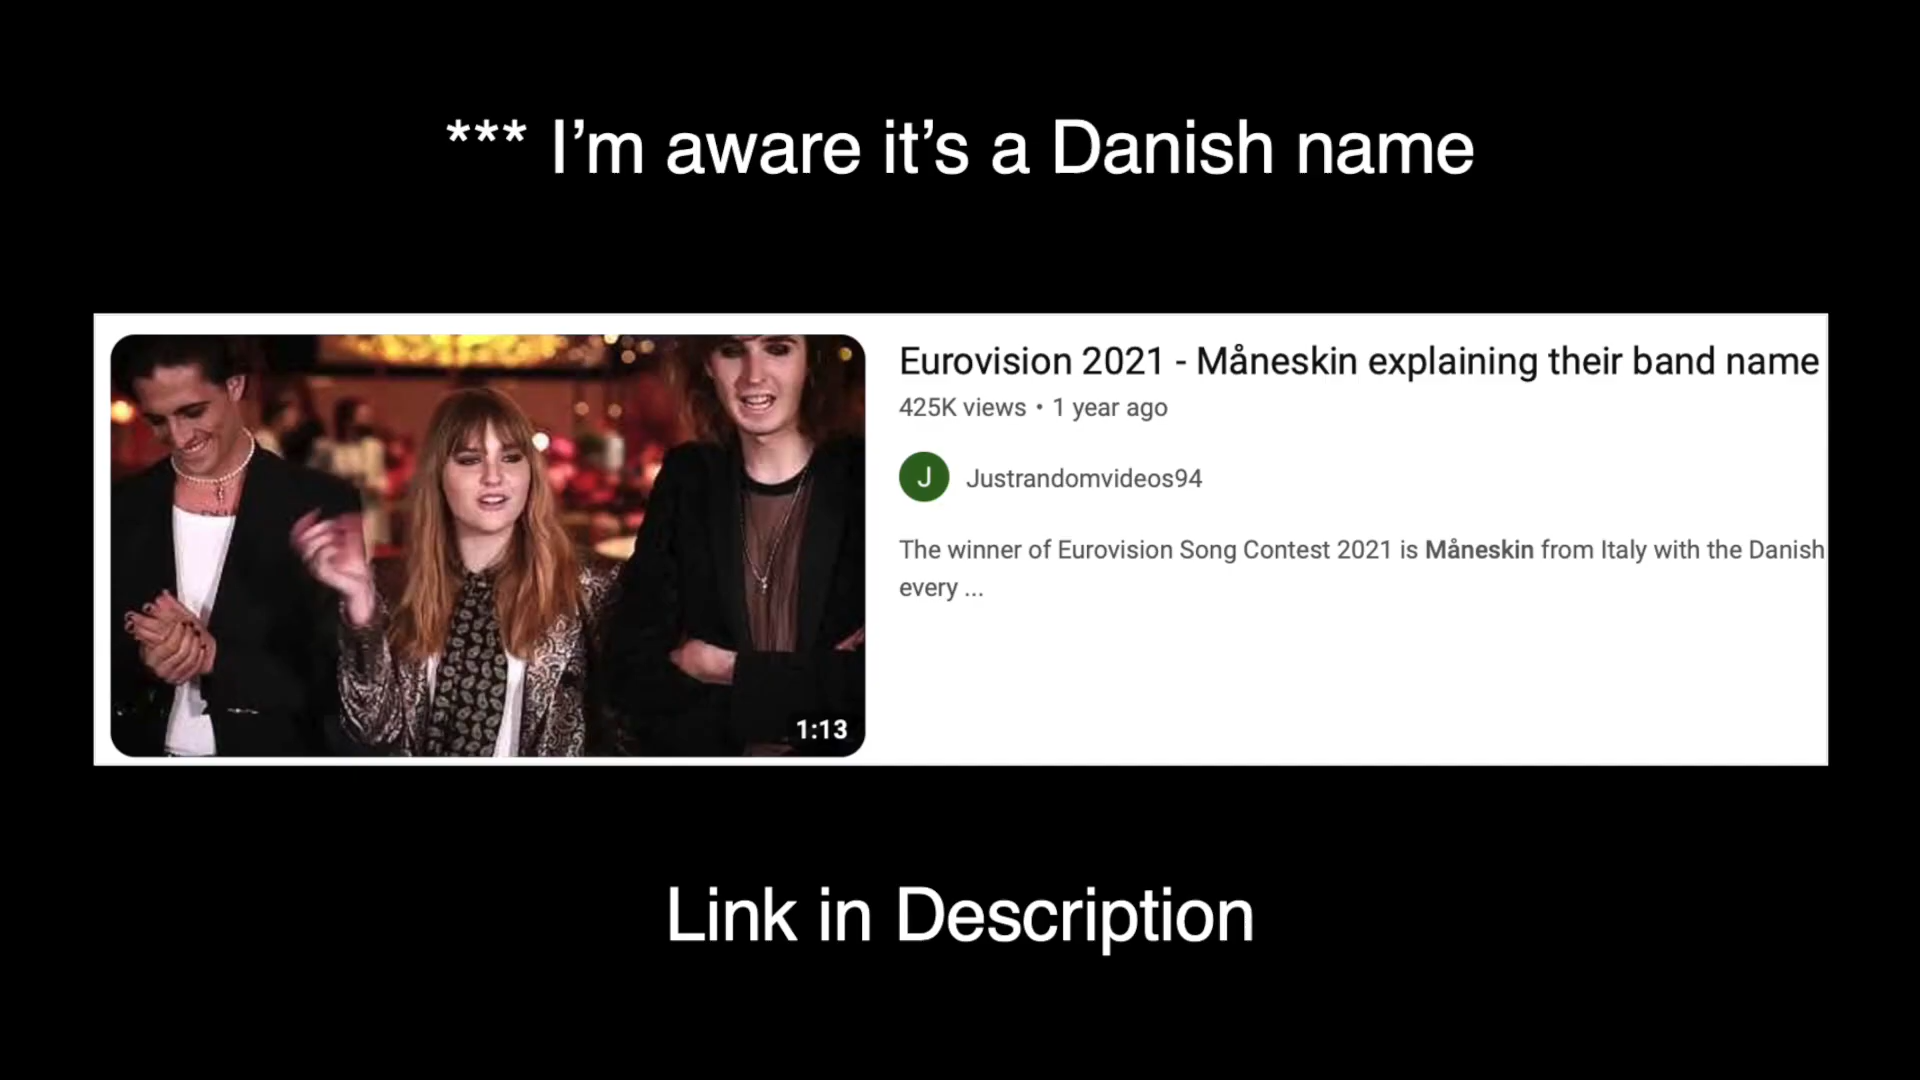 *** I’m aware it’s a Danish name
Eurovision 2021 - Måneskin explaining their band name
425K views • 1 year ago
J Justrandomvideos94
The winner of Eurovision Song Contest 2021 is Måneskin from Italy with the Danish
every ...
1:13
Link in Description